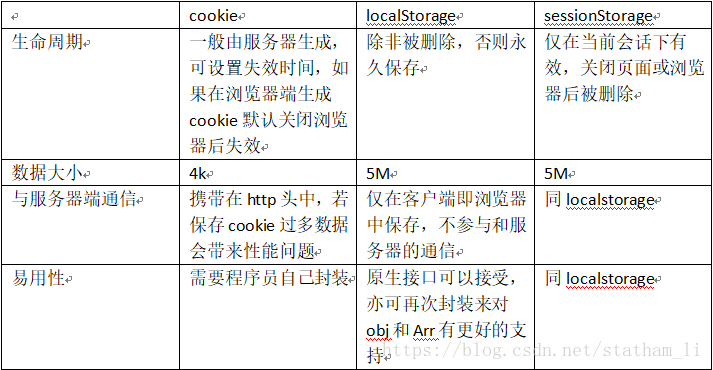 cookie localStorage sessionStorage
生命周期
一般由服务器生成，
可设置失效时间，如
果在浏览器端生成
cookie 默认关闭浏览
器后失效
除非被删除，否则永
久保存
仅在当前会话下有
效，关闭页面或浏览
器后被删除
数据大小 4k 5M 5M
与服务器端通信
携带在 http 头中，若
保存 cookie 过多数据
会带来性能问题
仅在客户端即浏览器
中保存，不参与和服
务器的通信
同 localstorage
易用性
需要程序员自己封装
原生接口可以接受，
亦可再次封装来对
obj 和 Arr 有更好的支
持
同 localstorage
https://blog.csdn.net/statham_li